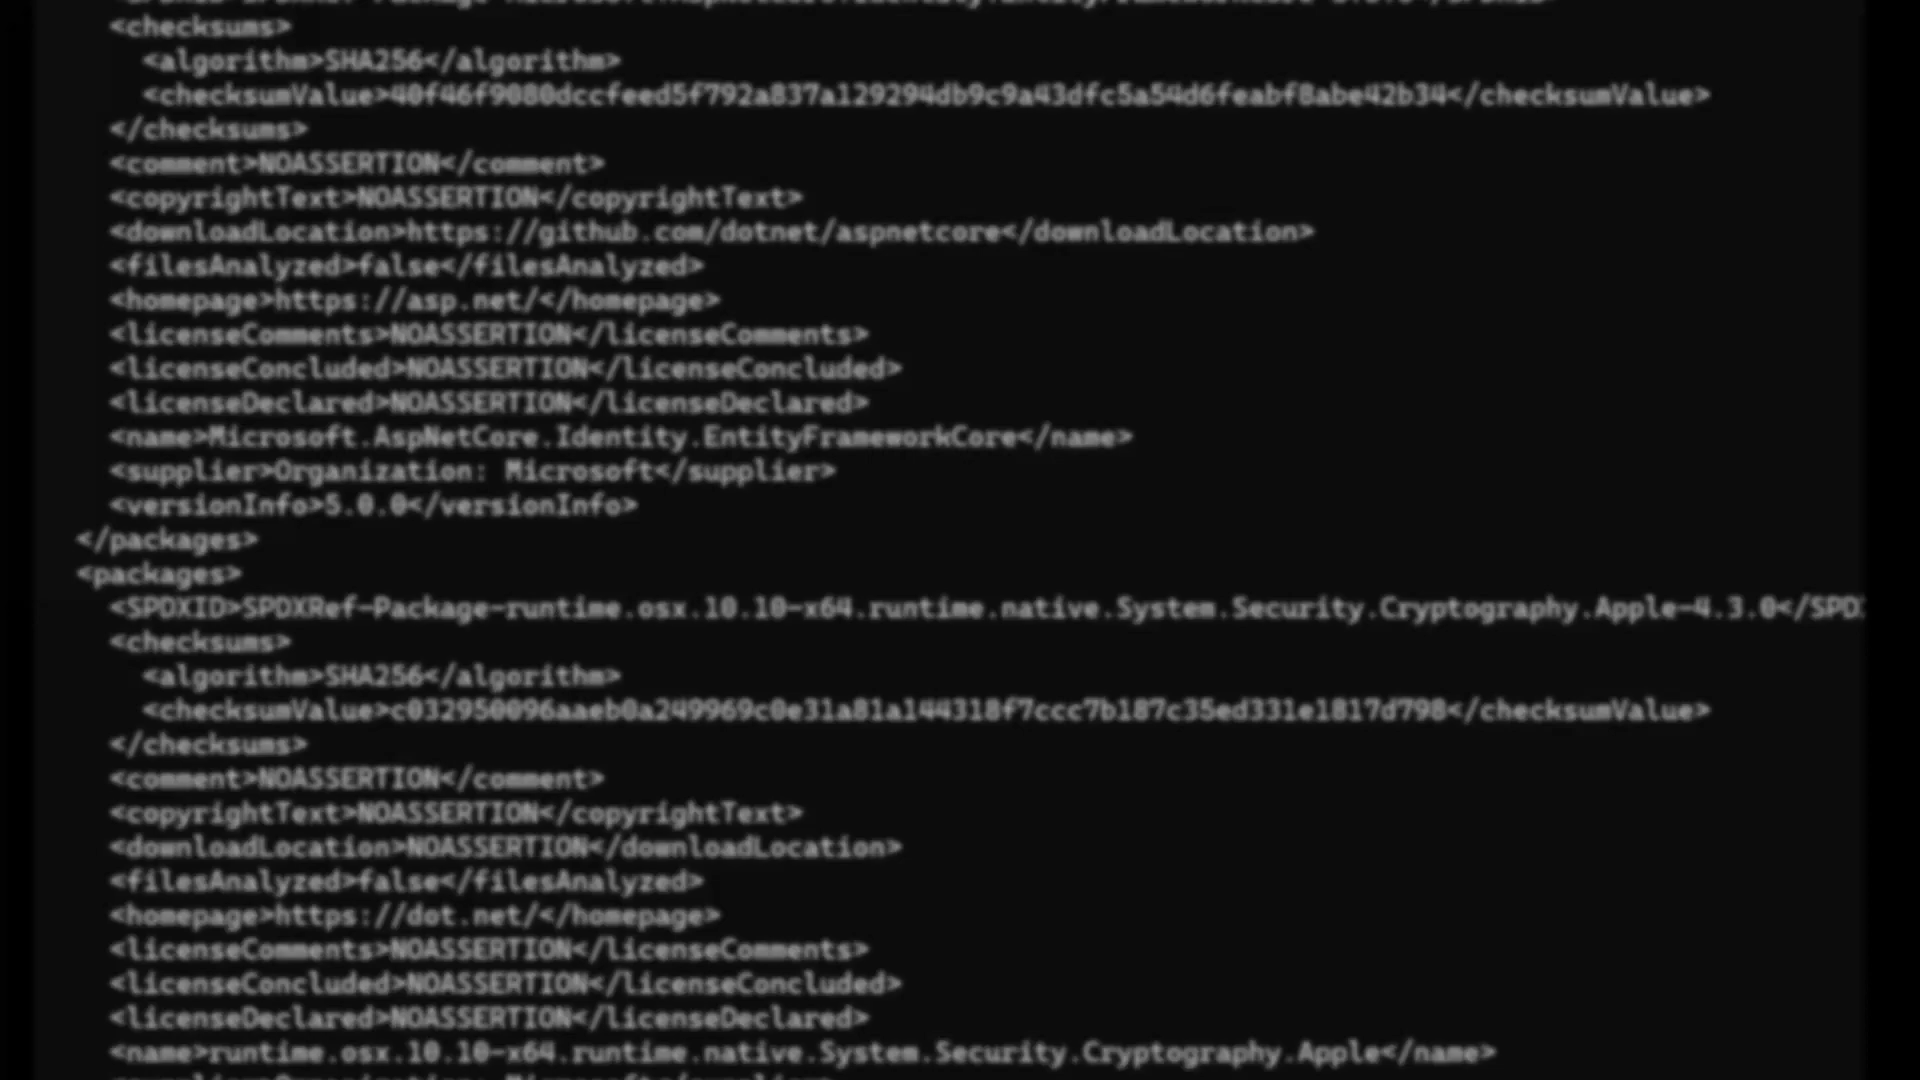 <checksums>
<algorithm>SHA256</algorithm>
<checksumValue>40f46f9080dccfeed5f792a837a129294db9c9a43dfc5a54d6feabf8abe42b34</checksumValue>
</checksums>
<comment>NOASSERTION</comment>
<copyrightText>NOASSERTION</copyrightText>
<downloadLocation>https://github.com/dotnet/aspnetcore</downloadLocation>
<filesAnalyzed>false</filesAnalyzed>
<homepage>https://asp.net/</homepage>
<licenseComments>NOASSERTION</licenseComments>
<licenseConcluded>NOASSERTION</licenseConcluded>
<licenseDeclared>NOASSERTION</licenseDeclared>
<name>Microsoft.AspNetCore.Identity.EntityFrameworkCore</name>
<supplier>Organization: Microsoft</supplier>
<versionInfo>5.0.0</versionInfo>
</packages>
<packages>
<SPDXID>SPDXRef-Package-runtime.osx.10.10-x64.runtime.native.System.Security.Cryptography.Apple-4.3.0</SPD
<checksums>
<algorithm>SHA256</algorithm>
<checksumValue>c032950096aaeb0a249969c0e31a81a144318f7ccc7b187c35ed331e1817d798</checksumValue>
</checksums>
<comment>NOASSERTION</comment>
<copyrightText>NOASSERTION</copyrightText>
<downloadLocation>NOASSERTION</downloadLocation>
<filesAnalyzed>false</filesAnalyzed>
<homepage>https://dot.net/</homepage>
<licenseComments>NOASSERTION</licenseComments>
<licenseConcluded>NOASSERTION</licenseConcluded>
<licenseDeclared>NOASSERTION</licenseDeclared>
<name>runtime.osx.10.10-x64.runtime.native.System.Security.Cryptography.Apple</name>